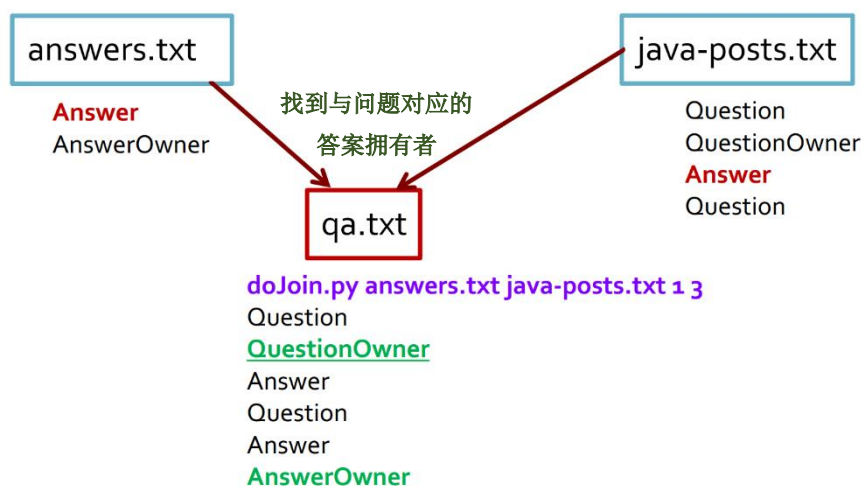 answers.txt
java-posts.txt
Answer
AnswerOwner
找到与问题对应的
答案拥有者
Question
QuestionOwner
Answer
Question
qa.txt
doJoin.py answers.txt java-posts.txt 1 3
Question
QuestionOwner
Answer
Question
Answer
AnswerOwner